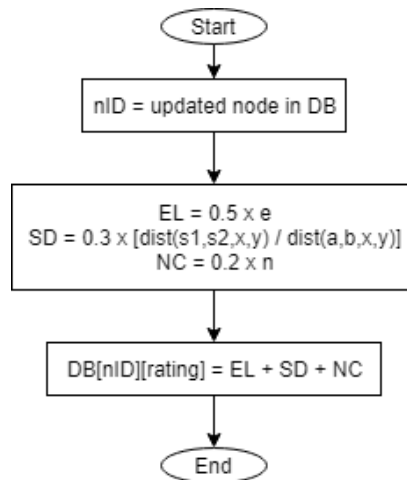 Start
nID = updated node in DB
EL = 0.5 x e
SD = 0.3 x [dist(s1,s2,x,y) / dist(a,b,x,y)]
NC = 0.2 x n
DB[nID][rating] = EL + SD + NC
End